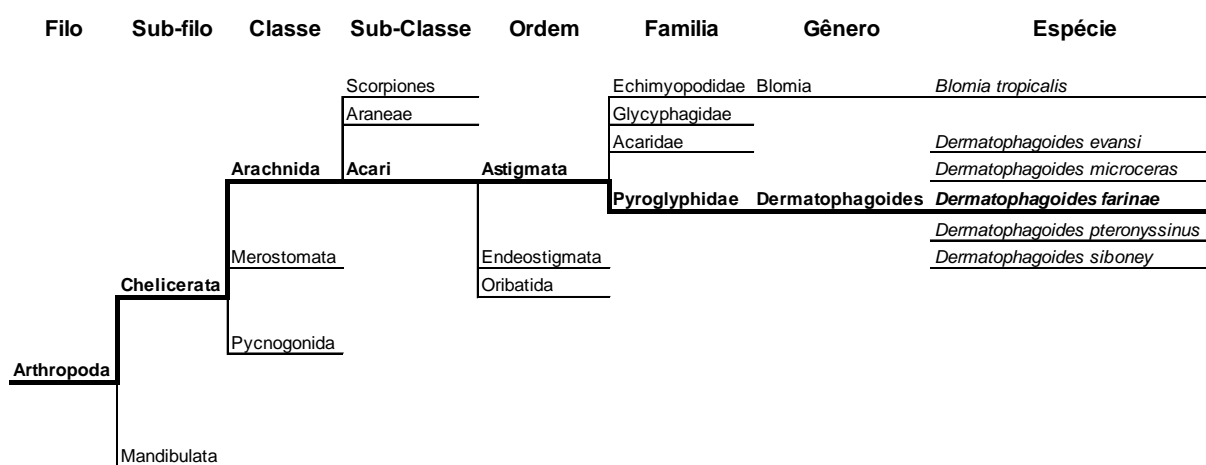 Filo Sub-filo Classe Sub-Classe Ordem Familia Gênero Espécie
Scorpiones Echimyopodidae Blomia Blomia tropicalis
Araneae Glycyphagidae
Acaridae Dermatophagoides evansi
Arachnida Acari Astigmata Dermatophagoides microceras
Pyroglyphidae Dermatophagoides Dermatophagoides farinae
Dermatophagoides pteronyssinus
Merostomata Endeostigmata Dermatophagoides siboney
Chelicerata Oribatida
Pycnogonida
Arthropoda
Mandibulata